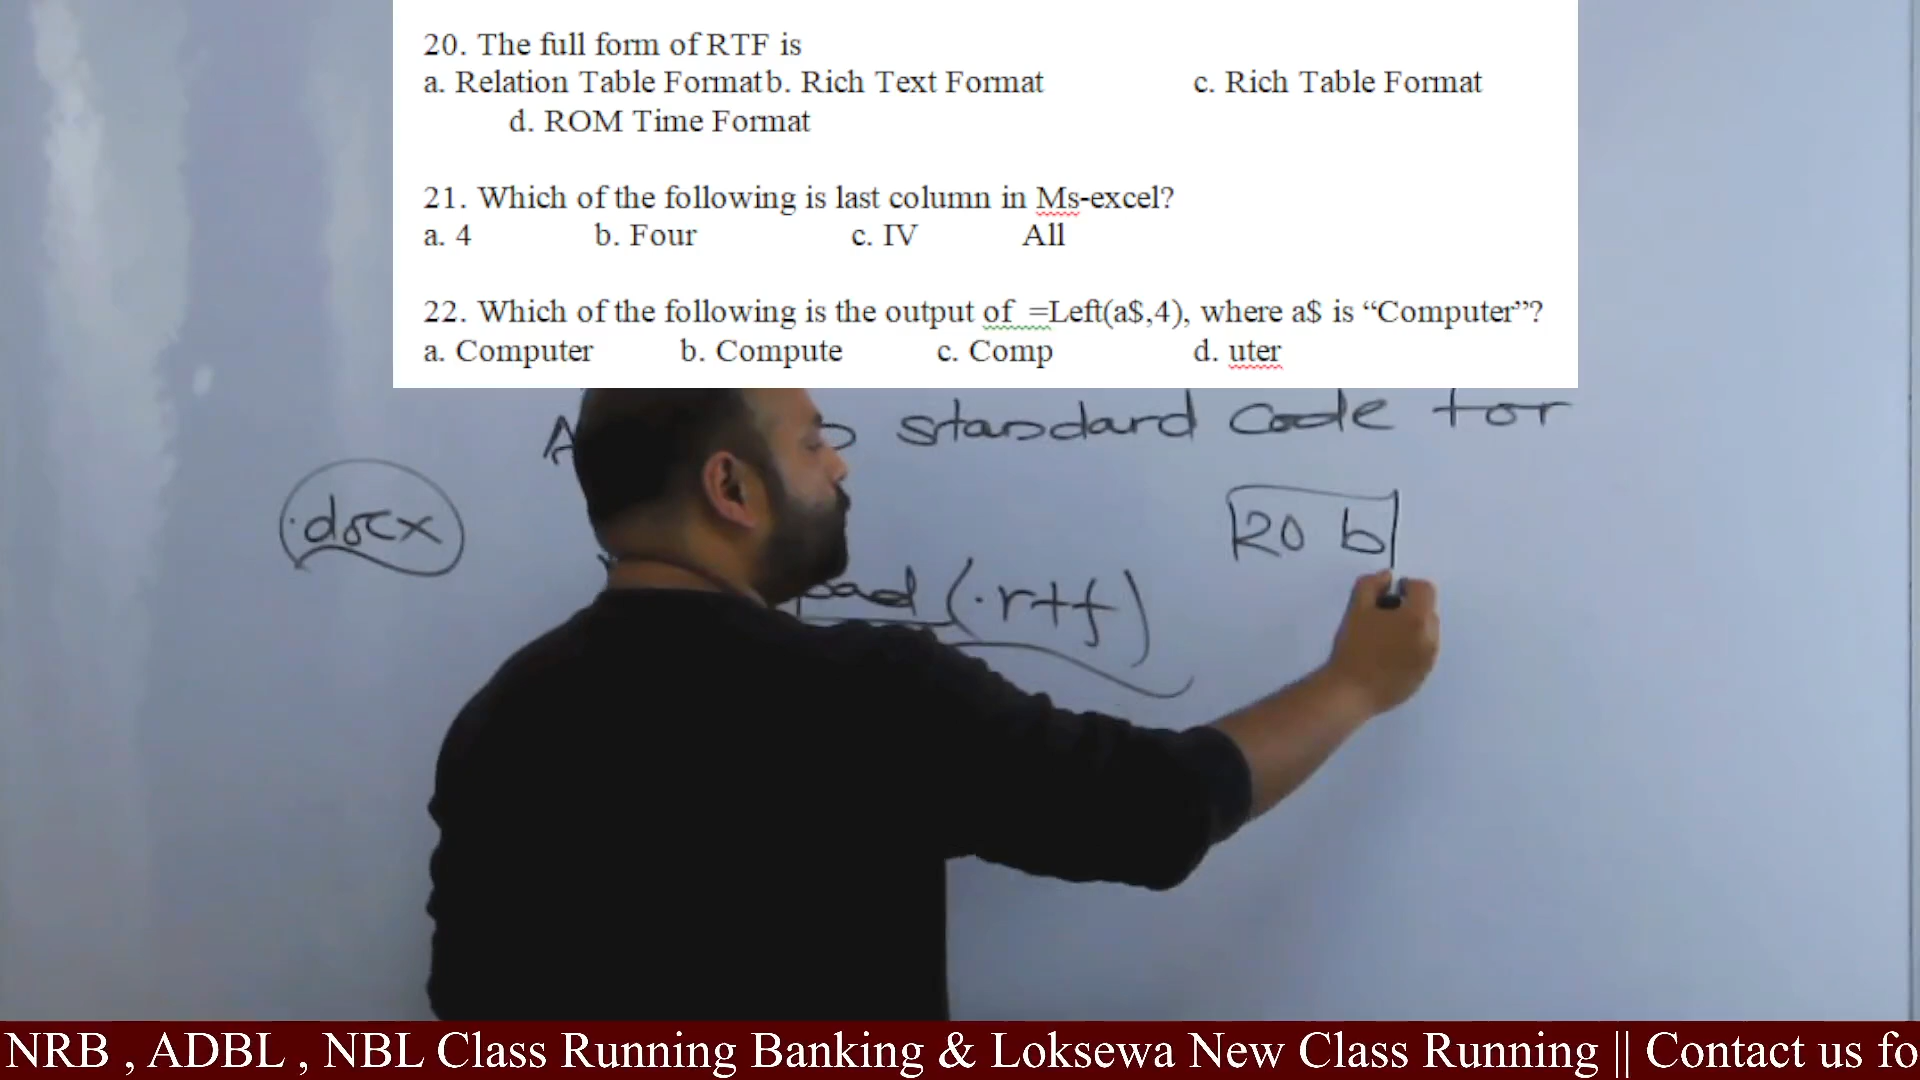 20. The full form of RTF is
a. Relation Table Format b. Rich Text Format c. Rich Table Format
d. ROM Time Format
21. Which of the following is last column in Ms-excel?
a. 4 b. Four c. IV All
22. Which of the following is the output of =Left(a$,4), where a$ is “Computer”?
a. Computer b. Compute c. Comp d. uter
standard code for
.docx
20 b
pad (.rtf)
NRB , ADBL , NBL Class Running Banking & Loksewa New Class Running || Contact us fo